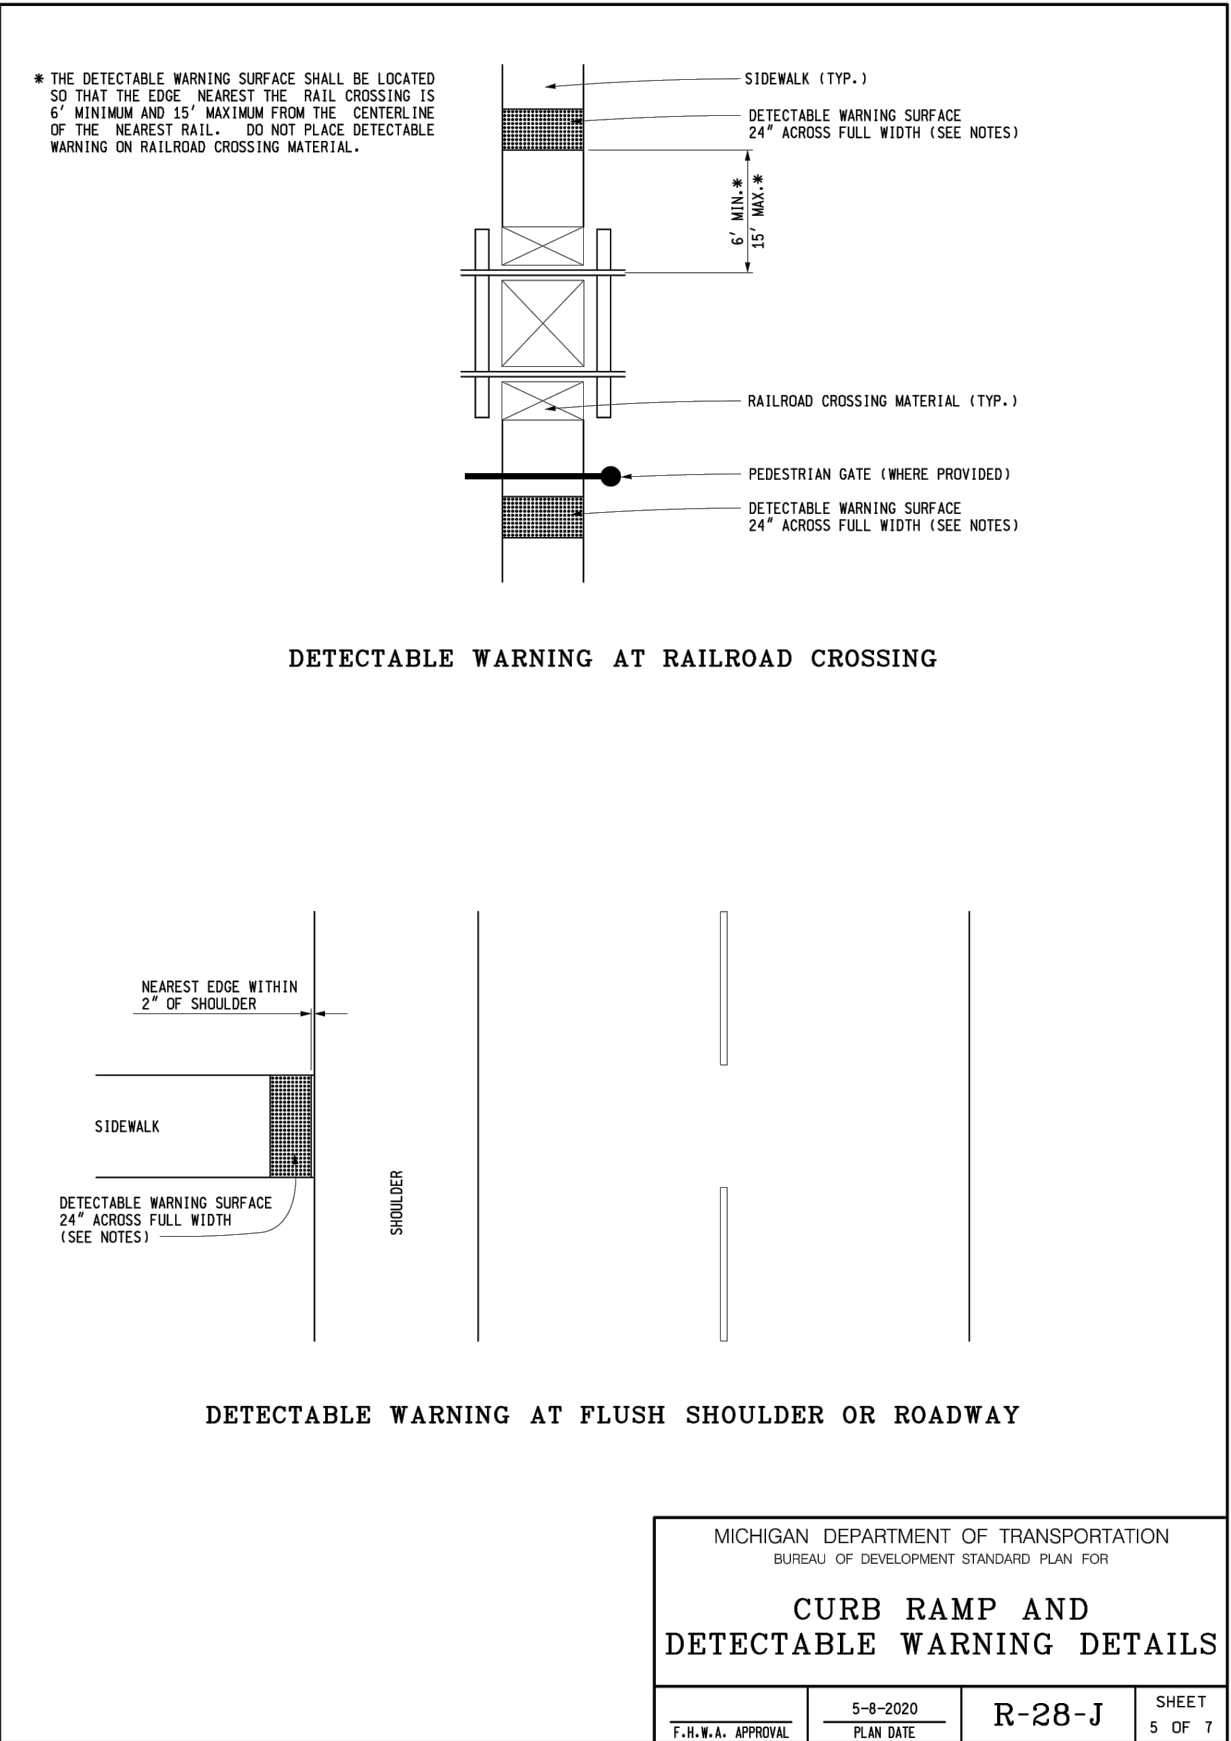 * THE DETECTABLE WARNING SURFACE SHALL BE LOCATED
SO THAT THE EDGE NEAREST THE RAIL CROSSING IS
6' MINIMUM AND 15' MAXIMUM FROM THE CENTERLINE
OF THE NEAREST RAIL. DO NOT PLACE DETECTABLE
WARNING ON RAILROAD CROSSING MATERIAL.
SIDEWALK (TYP.)
DETECTABLE WARNING SURFACE
24" ACROSS FULL WIDTH (SEE NOTES)
6' MIN.*
15' MAX.*
RAILROAD CROSSING MATERIAL (TYP.)
PEDESTRIAN GATE (WHERE PROVIDED)
DETECTABLE WARNING SURFACE
24" ACROSS FULL WIDTH (SEE NOTES)
DETECTABLE WARNING AT RAILROAD CROSSING
NEAREST EDGE WITHIN
2" OF SHOULDER
SIDEWALK
DETECTABLE WARNING SURFACE
24" ACROSS FULL WIDTH
(SEE NOTES)
SHOULDER
DETECTABLE WARNING AT FLUSH SHOULDER OR ROADWAY
MICHIGAN DEPARTMENT OF TRANSPORTATION
BUREAU OF DEVELOPMENT STANDARD PLAN FOR
CURB RAMP AND
DETECTABLE WARNING DETAILS
F.H.W.A. APPROVAL
5-8-2020
PLAN DATE
R-28-J
SHEET
5 OF 7